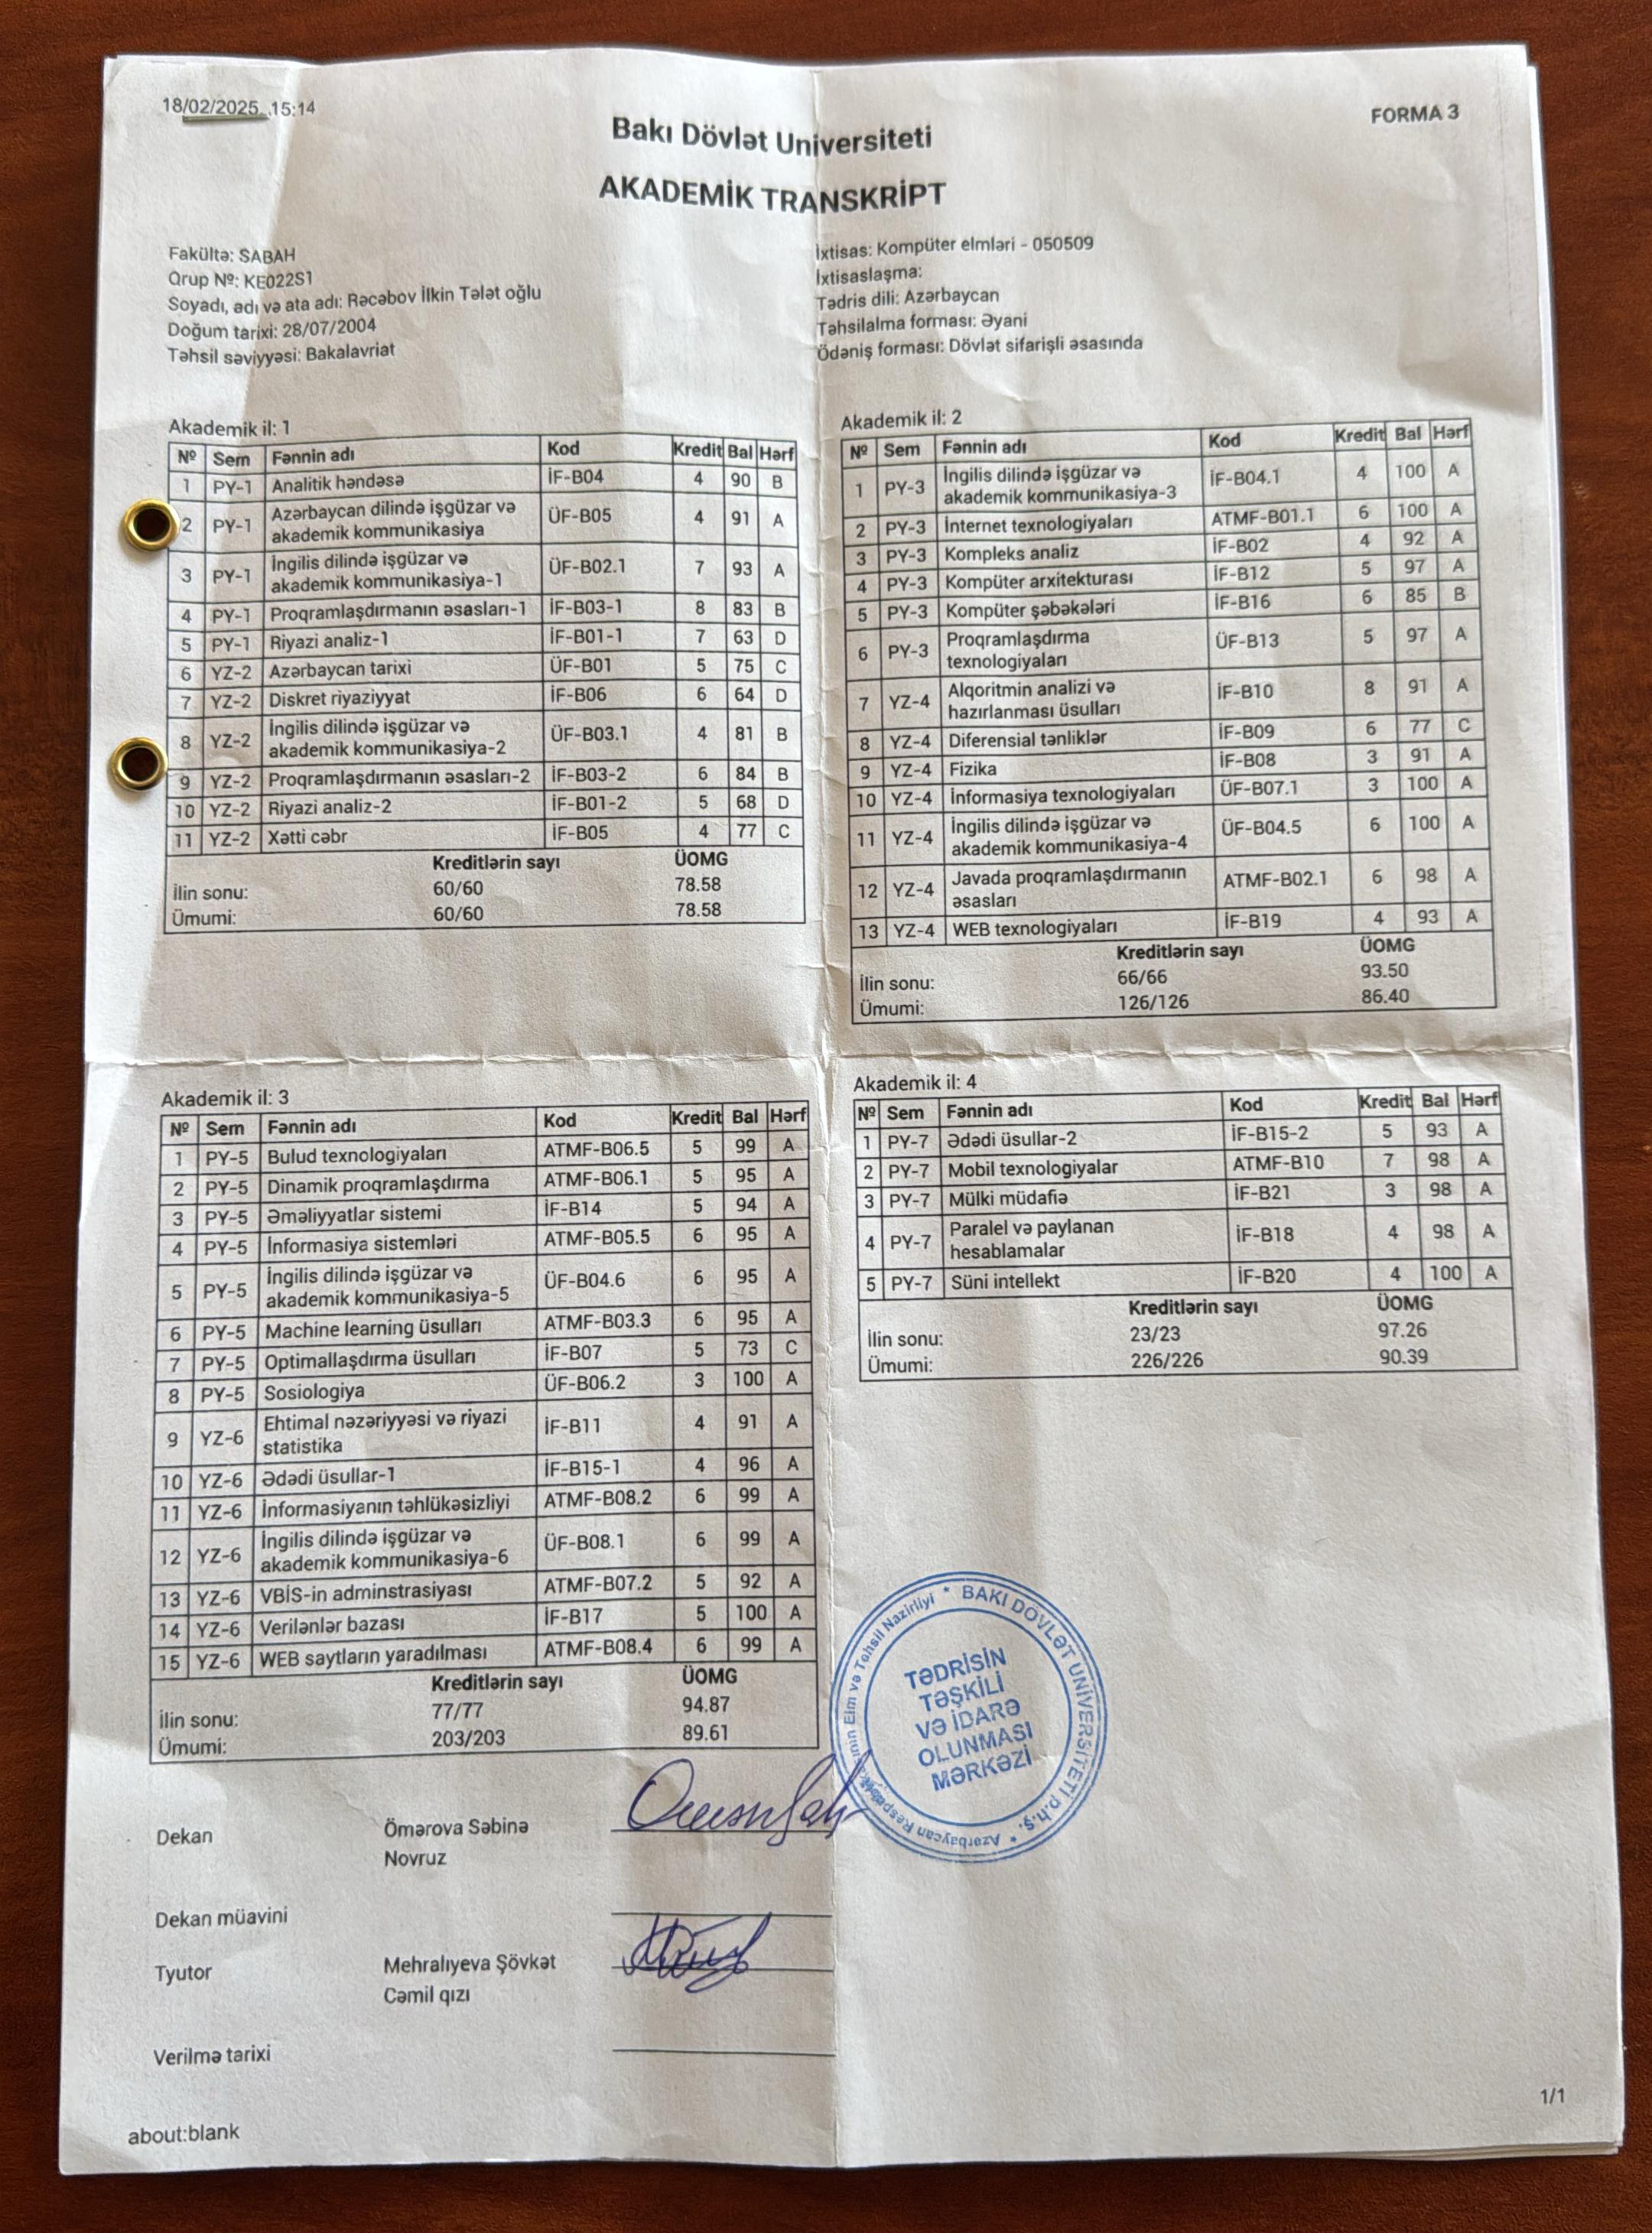 18/02/2025, 15:14
FORMA 3
Bakı Dövlət Universiteti
AKADEMİK TRANSKRİPT
Fakültə: SABAH
Qrup №: KE022S1
Soyadı, adı və ata adı: Rəcəbov İlkin Tələt oğlu
Doğum tarixi: 28/07/2004
Təhsil səviyyəsi: Bakalavriat
İxtisas: Kompüter elmləri - 050509
İxtisaslaşma:
Tədris dili: Azərbaycan
Təhsilalma forması: Əyani
Ödəniş forması: Dövlət sifarişli əsasında
Akademik il: 1
№ Sem Fənnin adı Kod Kredit Bal Hərf
1 PY-1 Analitik həndəsə İF-B04 4 90 B
2 PY-1 Azərbaycan dilində işgüzar və
akademik kommunikasiya ÜF-B05 4 91 A
3 PY-1 İngilis dilində işgüzar və
akademik kommunikasiya-1 ÜF-B02.1 7 93 A
4 PY-1 Proqramlaşdırmanın əsasları-1 İF-B03-1 8 83 B
5 PY-1 Riyazi analiz-1 İF-B01-1 7 63 D
6 YZ-2 Azərbaycan tarixi ÜF-B01 5 75 C
7 YZ-2 Diskret riyaziyyat İF-B06 6 64 D
8 YZ-2 İngilis dilində işgüzar və
akademik kommunikasiya-2 ÜF-B03.1 4 81 B
9 YZ-2 Proqramlaşdırmanın əsasları-2 İF-B03-2 6 84 B
10 YZ-2 Riyazi analiz-2 İF-B01-2 5 68 D
11 YZ-2 Xətti cəbr İF-B05 4 77 C
Kreditlərin sayı ÜOMG
İlin sonu: 60/60 78.58
Ümumi: 60/60 78.58
Akademik il: 2
№ Sem Fənnin adı Kod Kredit Bal Hərf
1 PY-3 İngilis dilində işgüzar və
akademik kommunikasiya-3 İF-B04.1 4 100 A
2 PY-3 İnternet texnologiyaları ATMF-B01.1 6 100 A
3 PY-3 Kompleks analiz İF-B02 4 92 A
4 PY-3 Kompüter arxitekturası İF-B12 5 97 A
5 PY-3 Kompüter şəbəkələri İF-B16 6 85 B
6 PY-3 Proqramlaşdırma
texnologiyaları ÜF-B13 5 97 A
7 YZ-4 Alqoritmin analizi və
hazırlanması üsulları İF-B10 8 91 A
8 YZ-4 Diferensial tənliklər İF-B09 6 77 C
9 YZ-4 Fizika İF-B08 3 91 A
10 YZ-4 İnformasiya texnologiyaları ÜF-B07.1 3 100 A
11 YZ-4 İngilis dilində işgüzar və
akademik kommunikasiya-4 ÜF-B04.5 6 100 A
12 YZ-4 Javada proqramlaşdırmanın
əsasları ATMF-B02.1 6 98 A
13 YZ-4 WEB texnologiyaları İF-B19 4 93 A
Kreditlərin sayı ÜOMG
İlin sonu: 66/66 93.50
Ümumi: 126/126 86.40
Akademik il: 3
№ Sem Fənnin adı Kod Kredit Bal Hərf
1 PY-5 Bulud texnologiyaları ATMF-B06.5 5 99 A
2 PY-5 Dinamik proqramlaşdırma ATMF-B06.1 5 95 A
3 PY-5 Əməliyyatlar sistemi İF-B14 5 94 A
4 PY-5 İnformasiya sistemləri ATMF-B05.5 6 95 A
5 PY-5 İngilis dilində işgüzar və
akademik kommunikasiya-5 ÜF-B04.6 6 95 A
6 PY-5 Machine learning üsulları ATMF-B03.3 6 95 A
7 PY-5 Optimallaşdırma üsulları İF-B07 5 73 C
8 PY-5 Sosiologiya ÜF-B06.2 3 100 A
9 YZ-6 Ehtimal nəzəriyyəsi və riyazi
statistika İF-B11 4 91 A
10 YZ-6 Ədədi üsullar-1 İF-B15-1 4 96 A
11 YZ-6 İnformasiyanın təhlükəsizliyi ATMF-B08.2 6 99 A
12 YZ-6 İngilis dilində işgüzar və
akademik kommunikasiya-6 ÜF-B08.1 6 99 A
13 YZ-6 VBİS-in adminstrasiyası ATMF-B07.2 5 92 A
14 YZ-6 Verilənlər bazası İF-B17 5 100 A
15 YZ-6 WEB saytların yaradılması ATMF-B08.4 6 99 A
Kreditlərin sayı ÜOMG
İlin sonu: 77/77 94.87
Ümumi: 203/203 89.61
Akademik il: 4
№ Sem Fənnin adı Kod Kredit Bal Hərf
1 PY-7 Ədədi üsullar-2 İF-B15-2 5 93 A
2 PY-7 Mobil texnologiyalar ATMF-B10 7 98 A
3 PY-7 Mülki müdafiə İF-B21 3 98 A
4 PY-7 Paralel və paylanan
hesablamalar İF-B18 4 98 A
5 PY-7 Süni intellekt İF-B20 4 100 A
Kreditlərin sayı ÜOMG
İlin sonu: 23/23 97.26
Ümumi: 226/226 90.39
Azərbaycan Elm və Təhsil Nazirliyi * BAKI DÖVLƏT UNİVERSİTETİ p.h.ş. *
TƏDRİSİN
TƏŞKİLİ
VƏ İDARƏ
OLUNMASI
MƏRKƏZİ
Dekan Ömərova Səbinə
Novruz
Dekan müavini
Tyutor Mehralıyeva Şövkət
Cəmil qızı
Verilmə tarixi
1/1
about:blank